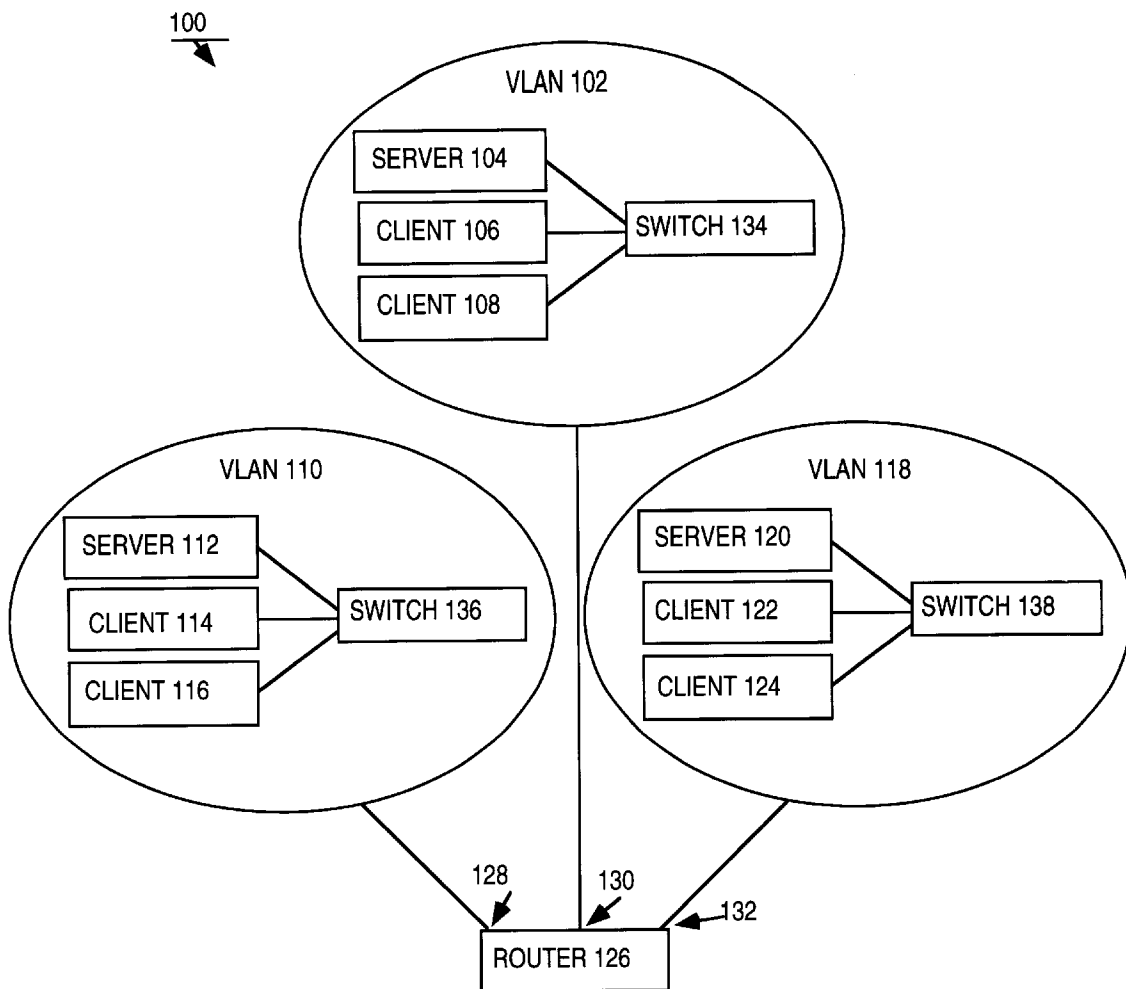 100
VLAN 102
SERVER 104
CLIENT 106
SWITCH 134
CLIENT 108
VLAN 110
SERVER 112
CLIENT 114
SWITCH 136
CLIENT 116
VLAN 118
SERVER 120
CLIENT 122
SWITCH 138
CLIENT 124
128
130
132
ROUTER 126